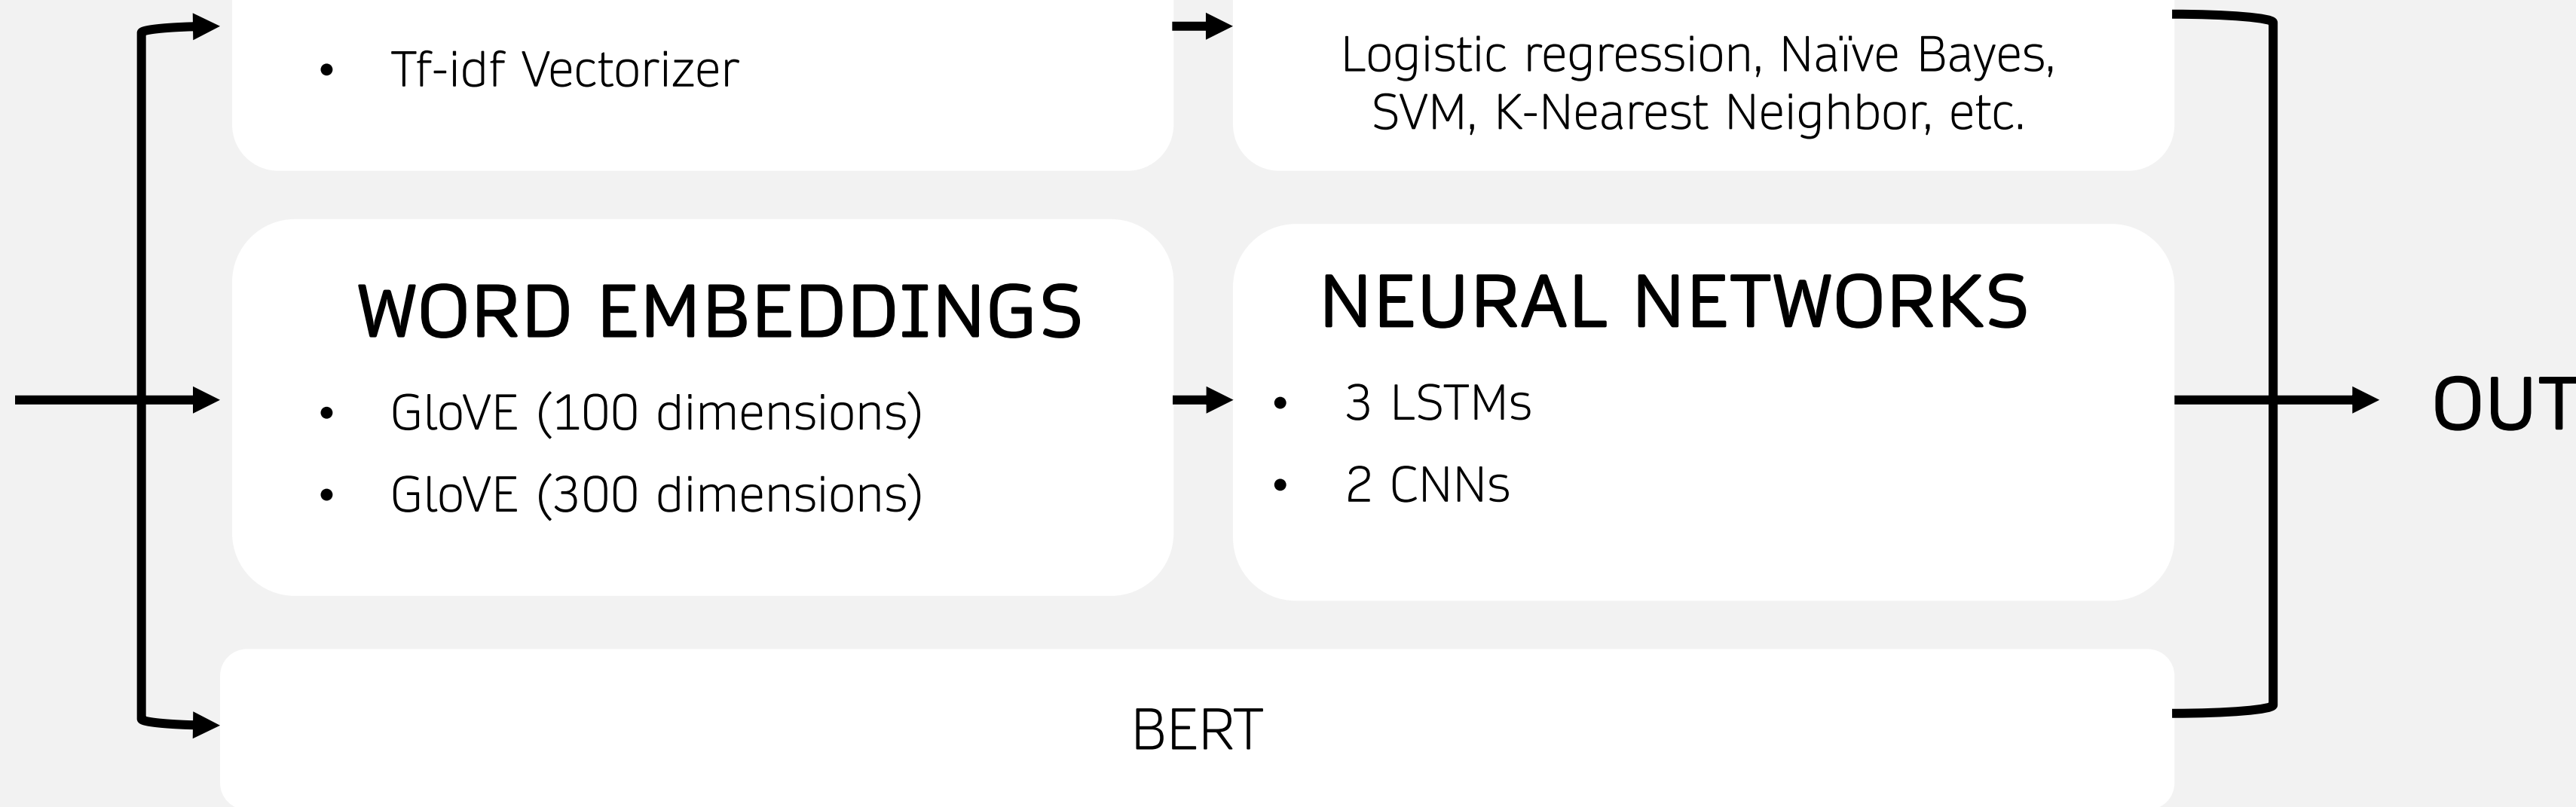 • Tf-idf Vectorizer
Logistic regression, Naïve Bayes,
SVM, K-Nearest Neighbor, etc.
WORD EMBEDDINGS
• GloVE (100 dimensions)
• GloVE (300 dimensions)
NEURAL NETWORKS
• 3 LSTMs
• 2 CNNs
OUT
BERT